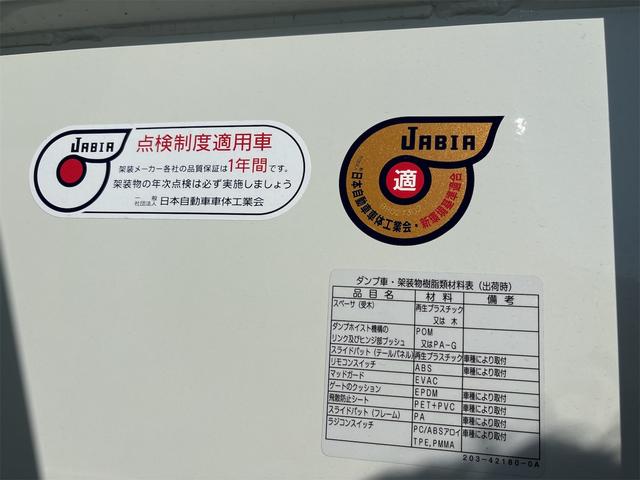 JABIA
点検制度適用車
架装メーカー各社の品質保証は1年間です。
架装物の年次点検は必ず実施しましょう
一般社団法人 日本自動車車体工業会
JABIA
適
日本自動車車体工業会・新環境基準適合
ダンプ車・架装物樹脂類材料表（出荷時）
品目名 材料 備考
スペーサ（受木） 再生プラスチック
又は 木
ダンプホイスト機構の POM
リンク及びヒンジ部ブッシュ 又はPA-G
スライドパット（テールパネル） 再生プラスチック 車種により取付
リモコンスイッチ ABS 車種により取付
マッドガード EVAC
ゲートのクッション EPDM 車種により取付
飛散防止シート PET+PVC 車種により取付
スライドパット（フレーム） PA 車種により取付
ラジコンスイッチ PC/ABSアロイ 車種により取付
TPE,PMMA
203-42180-0A